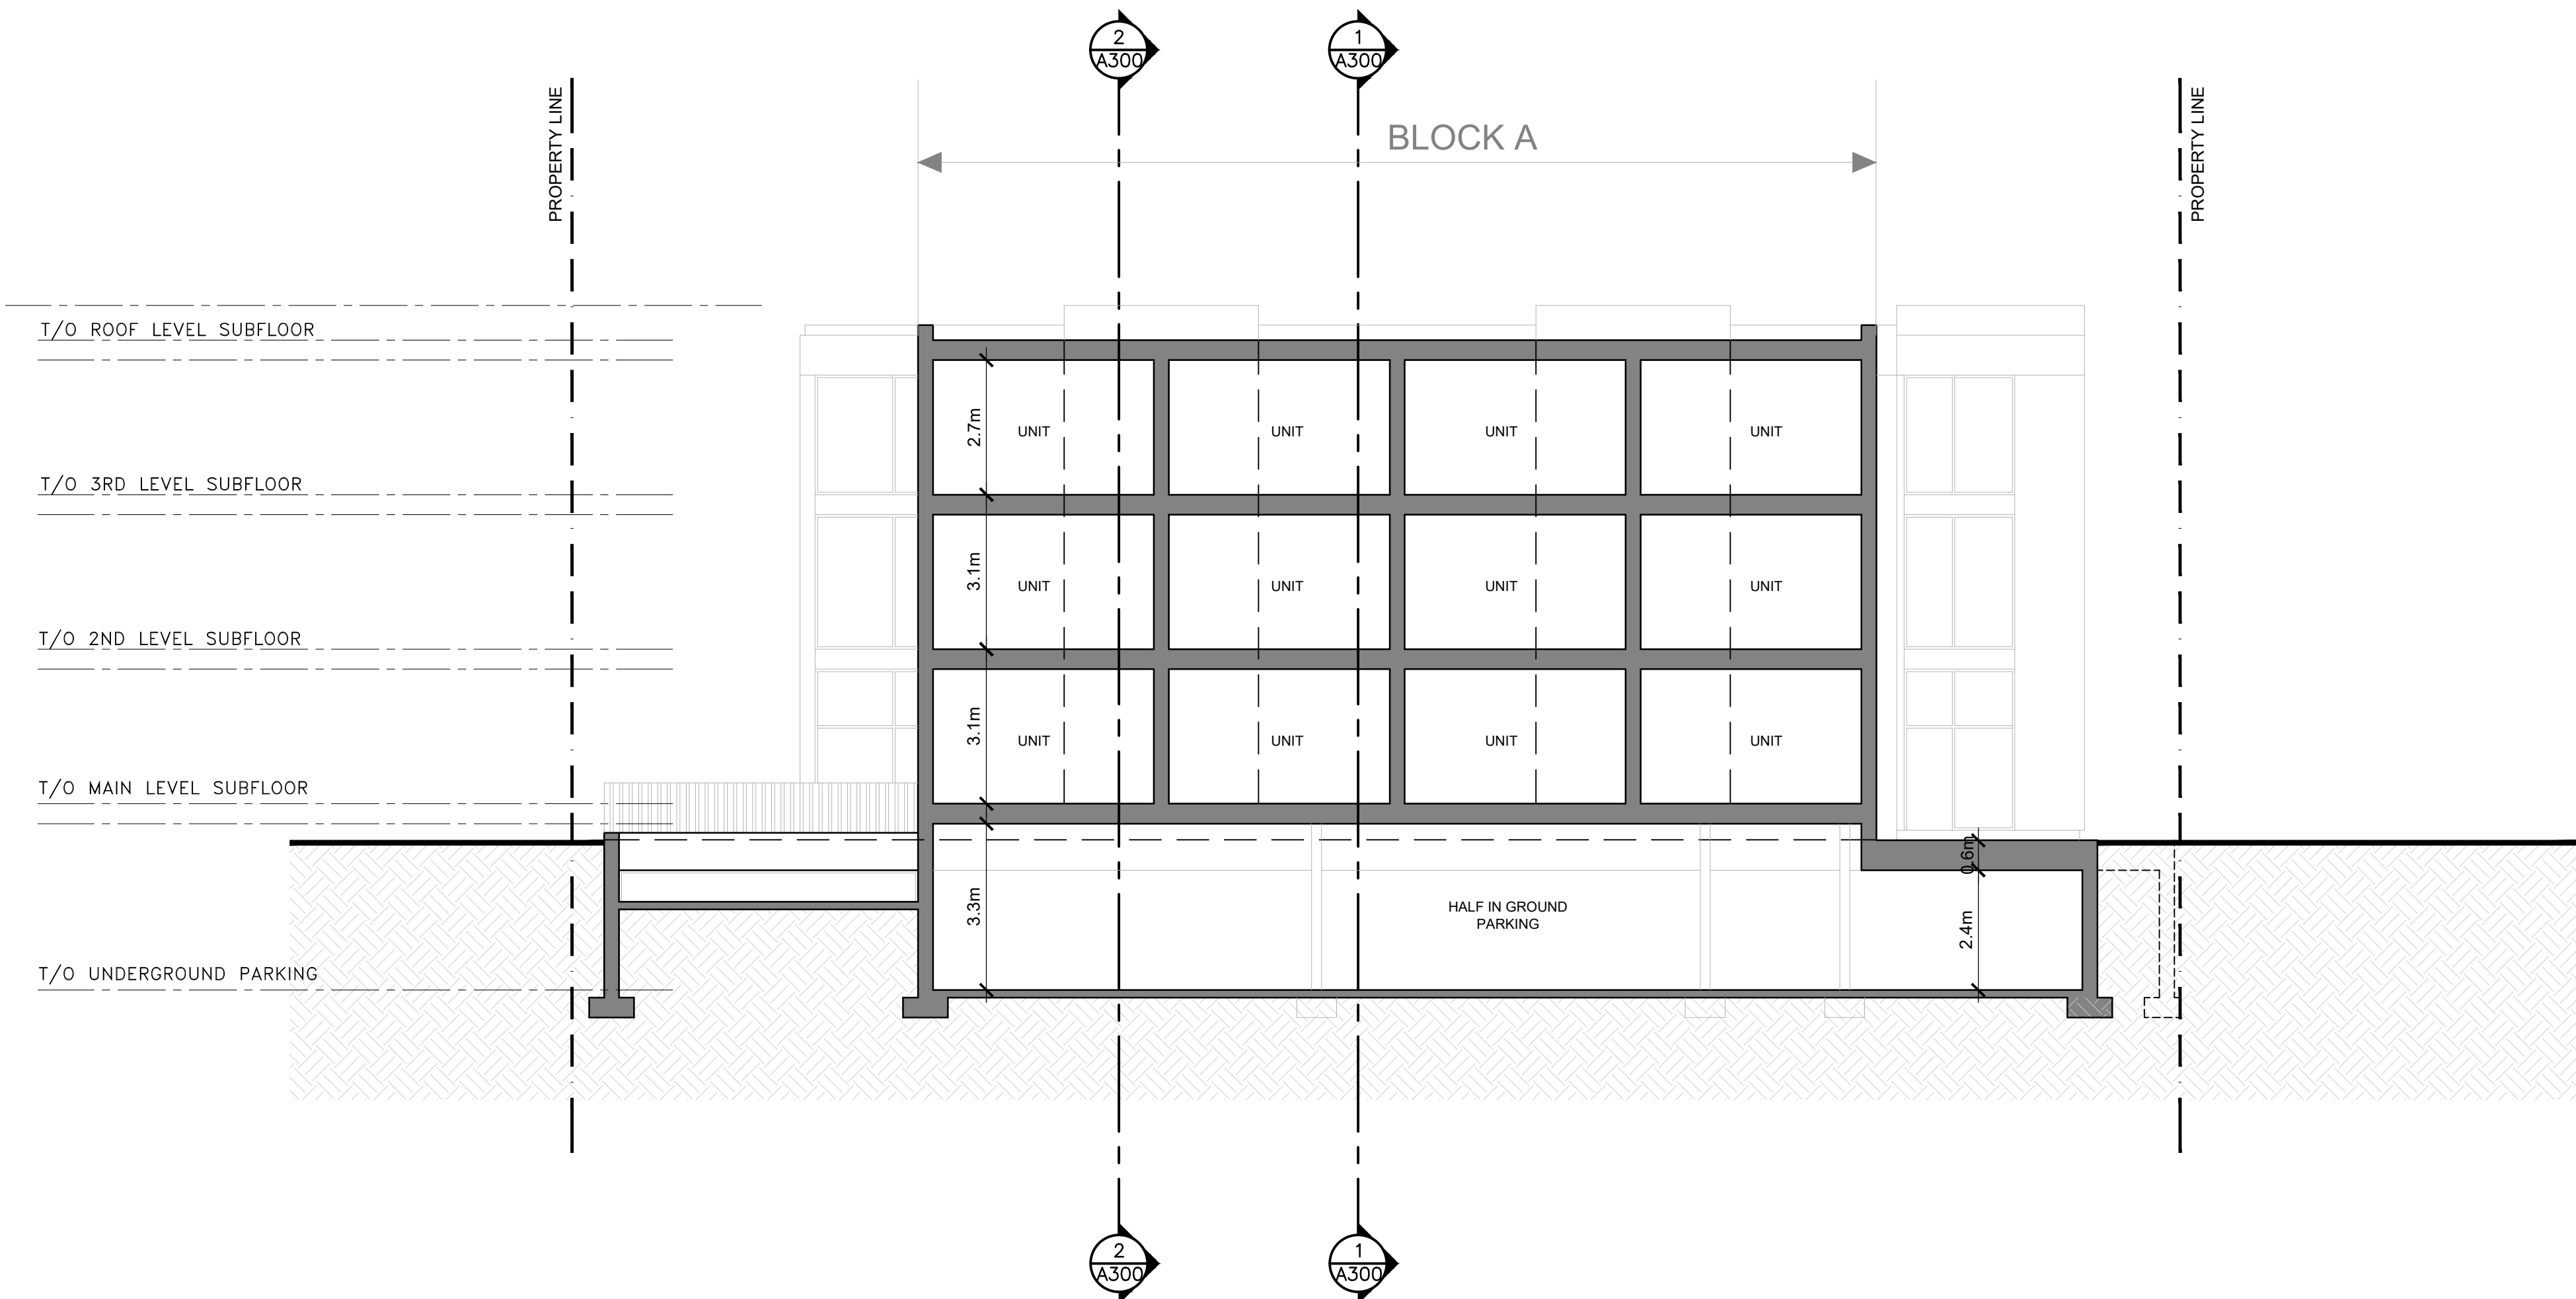 2
A300
1
A300
PROPERTY LINE
PROPERTY LINE
BLOCK A
T/O ROOF LEVEL SUBFLOOR
2.7m
UNIT
UNIT
UNIT
UNIT
T/O 3RD LEVEL SUBFLOOR
3.1m
UNIT
UNIT
UNIT
UNIT
T/O 2ND LEVEL SUBFLOOR
3.1m
UNIT
UNIT
UNIT
UNIT
T/O MAIN LEVEL SUBFLOOR
0.6m
3.3m
HALF IN GROUND
PARKING
2.4m
T/O UNDERGROUND PARKING
2
A300
1
A300